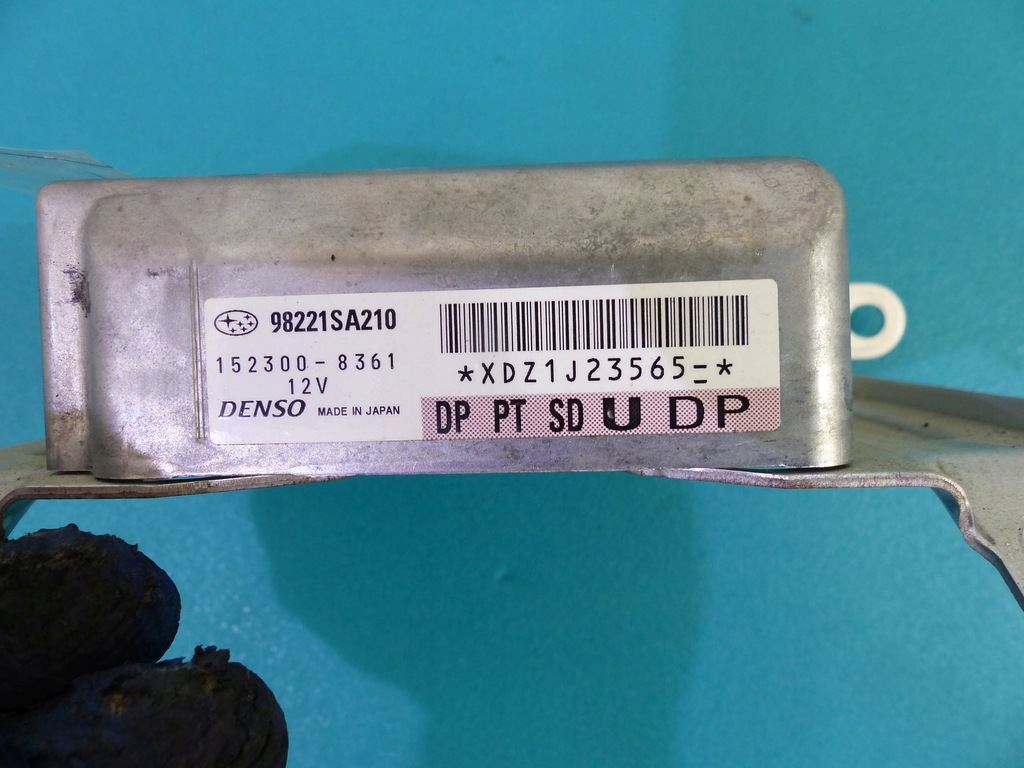 98221SA210
152300-8361
12V
DENSO MADE IN JAPAN
*XDZ1J23565-*
DP PT SD U DP